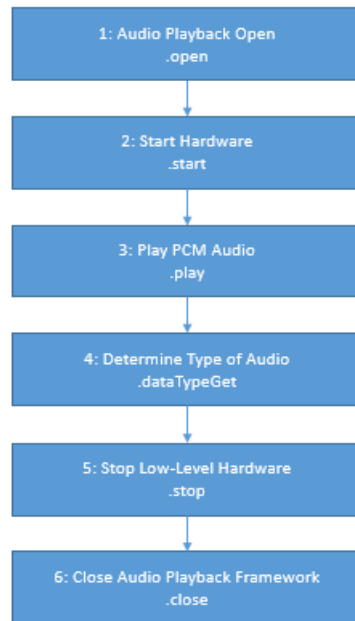 1: Audio Playback Open
.open
2: Start Hardware
.start
3: Play PCM Audio
.play
4: Determine Type of Audio
.dataTypeGet
5: Stop Low-Level Hardware
.stop
6: Close Audio Playback Framework
.close